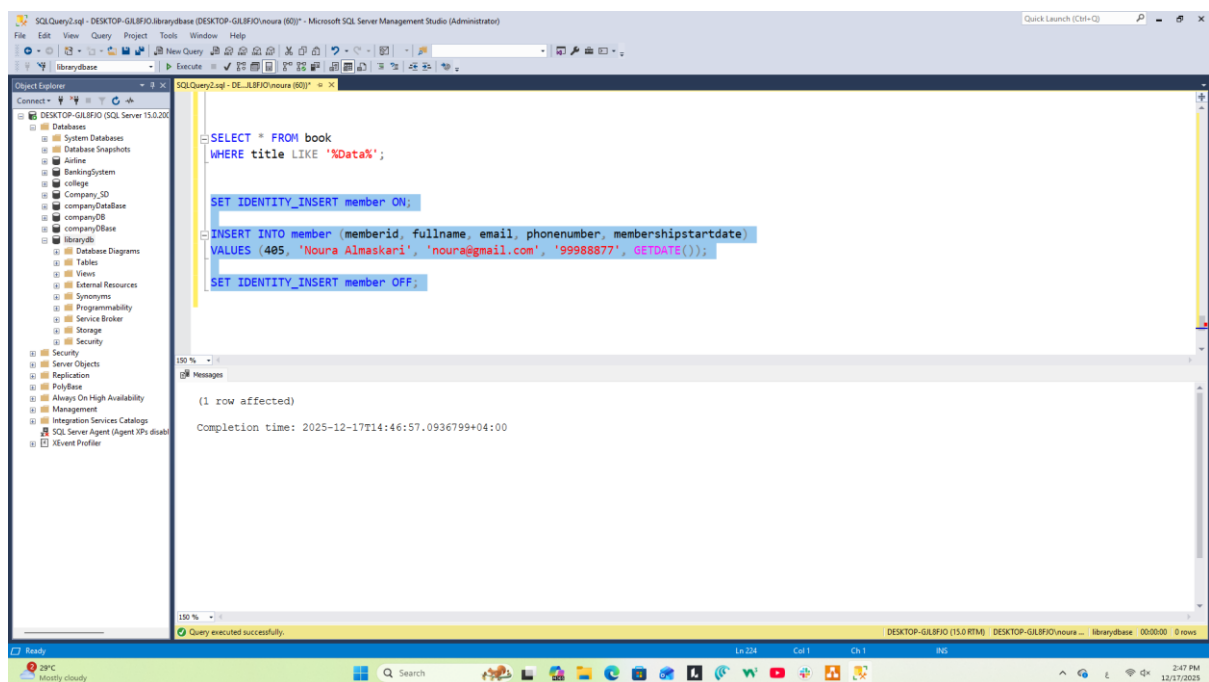 SQLQuery2.sql - DESKTOP-GJL8FJO.librarydbase (DESKTOP-GJL8FJO\noura (60))* - Microsoft SQL Server Management Studio (Administrator)
Quick Launch (Ctrl+Q)
File Edit View Query Project Tools Window Help
New Query
librarydbase
Execute
Object Explorer
SQLQuery2.sql - DE...JL8FJO\noura (60))*
Connect
DESKTOP-GJL8FJO (SQL Server 15.0.200
Databases
System Databases
Database Snapshots
Airline
BankingSystem
college
Company_SD
companyDataBase
companyDB
companyDBase
librarydb
Database Diagrams
Tables
Views
External Resources
Synonyms
Programmability
Service Broker
Storage
Security
Security
Server Objects
Replication
PolyBase
Always On High Availability
Management
Integration Services Catalogs
SQL Server Agent (Agent XPs disabl
XEvent Profiler
SELECT * FROM book
WHERE title LIKE '%Data%';
SET IDENTITY_INSERT member ON;
INSERT INTO member (memberid, fullname, email, phonenumber, membershipstartdate)
VALUES (405, 'Noura Almaskari', 'noura@gmail.com', '99988877', GETDATE());
SET IDENTITY_INSERT member OFF;
150 %
Messages
(1 row affected)
Completion time: 2025-12-17T14:46:57.0936799+04:00
150 %
Query executed successfully.
DESKTOP-GJL8FJO (15.0 RTM) DESKTOP-GJL8FJO\noura ... librarydbase 00:00:00 0 rows
Ready
Ln 224 Col 1 Ch 1 INS
2
29°C
Mostly cloudy
Search
ع
2:47 PM
12/17/2025